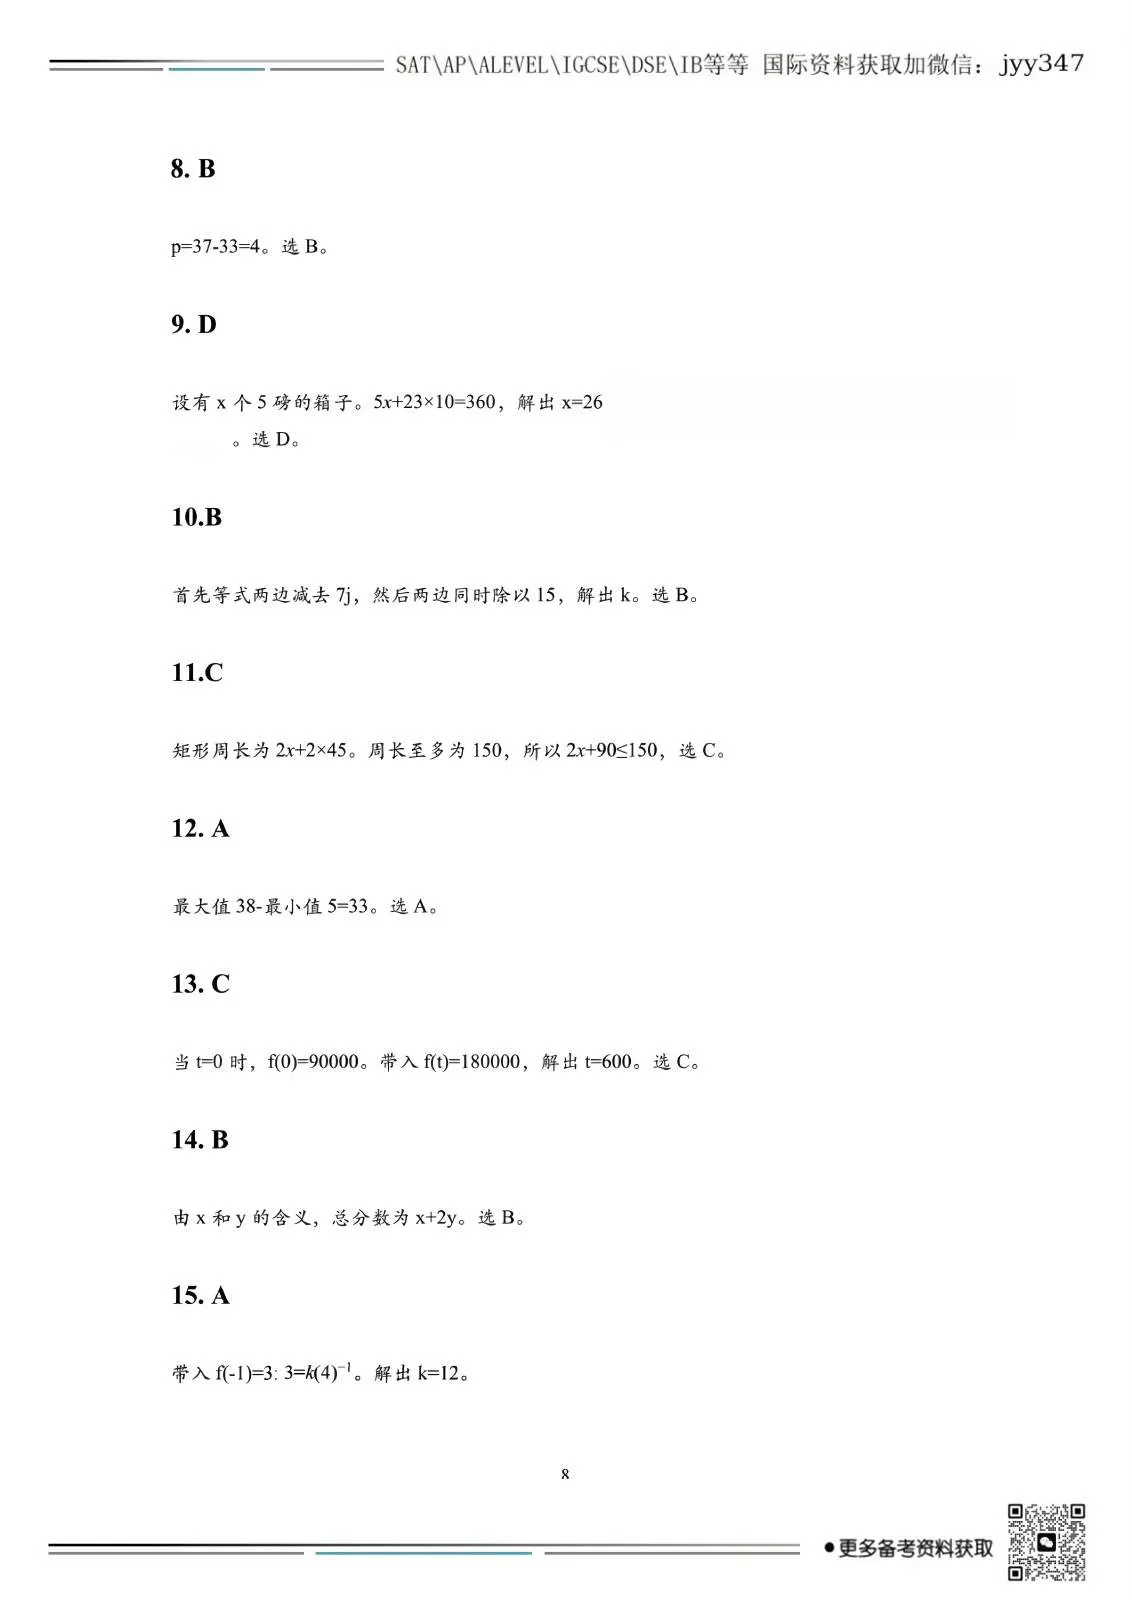 SAT\AP\ALEVEL\IGCSE\DSE\IB等等 国际资料获取加微信：jyy347
8. B
p=37-33=4。选 B。
9. D
设有 x 个 5 磅的箱子。5x+23×10=360，解出 x=26
。选 D。
10.B
首先等式两边减去 7j，然后两边同时除以 15，解出 k。选 B。
11.C
矩形周长为 2x+2×45。周长至多为 150，所以 2x+90≤150，选 C。
12. A
最大值 38-最小值 5=33。选 A。
13. C
当 t=0 时，f(0)=90000。带入 f(t)=180000，解出 t=600。选 C。
14. B
由 x 和 y 的含义，总分数为 x+2y。选 B。
15. A
带入 f(-1)=3: 3=k(4)⁻¹。解出 k=12。
8
●更多备考资料获取